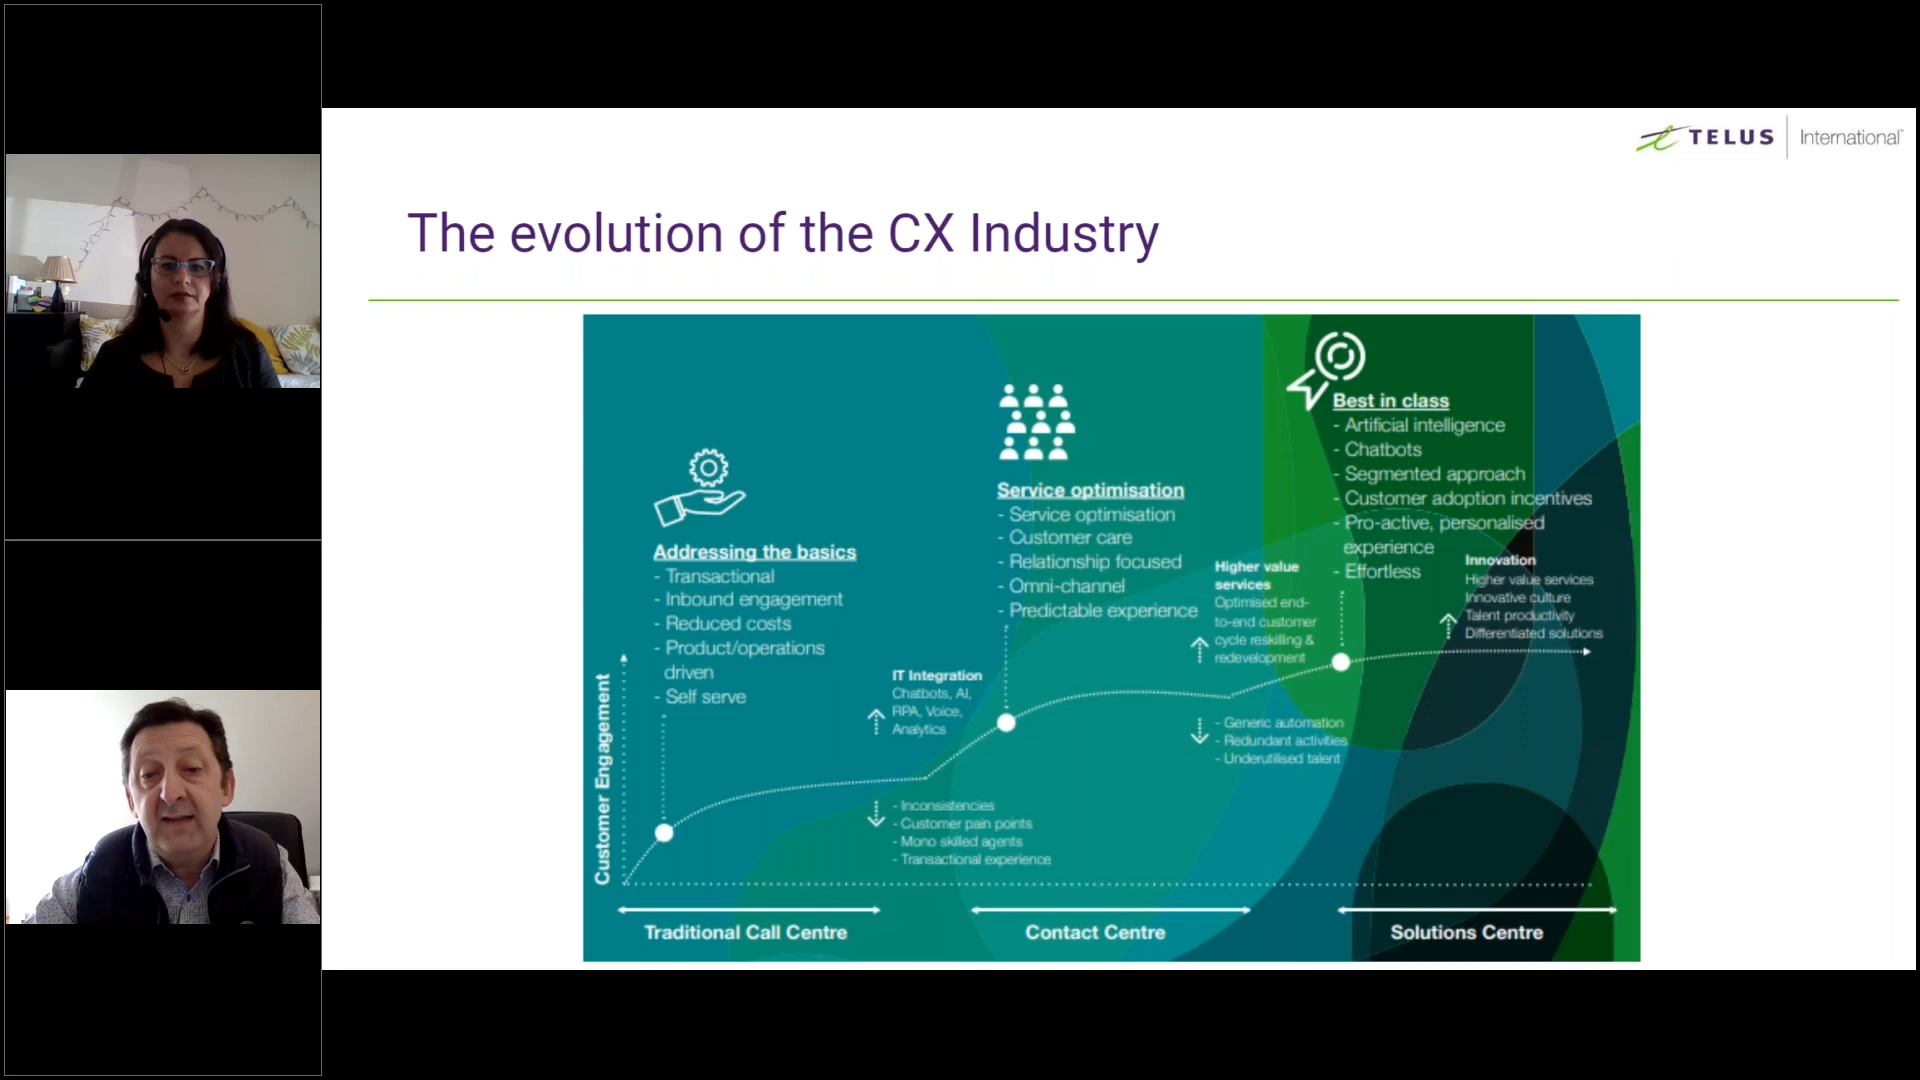 TELUS International
The evolution of the CX Industry
Addressing the basics
- Transactional
- Inbound engagement
- Reduced costs
- Product/operations
driven
- Self serve
IT Integration
Chatbots, AI,
RPA, Voice,
Analytics
- Inconsistencies
- Customer pain points
- Mono skilled agents
- Transactional experience
Service optimisation
- Service optimisation
- Customer care
- Relationship focused
- Omni-channel
- Predictable experience
Higher value
services
Optimised end-
to-end customer
cycle reskilling &
redevelopment
- Generic automation
- Redundant activities
- Underutilised talent
Best in class
- Artificial intelligence
- Chatbots
- Segmented approach
- Customer adoption incentives
- Pro-active, personalised
experience
- Effortless
Innovation
Higher value services
Innovative culture
Talent productivity
Differentiated solutions
Customer Engagement
Traditional Call Centre
Contact Centre
Solutions Centre